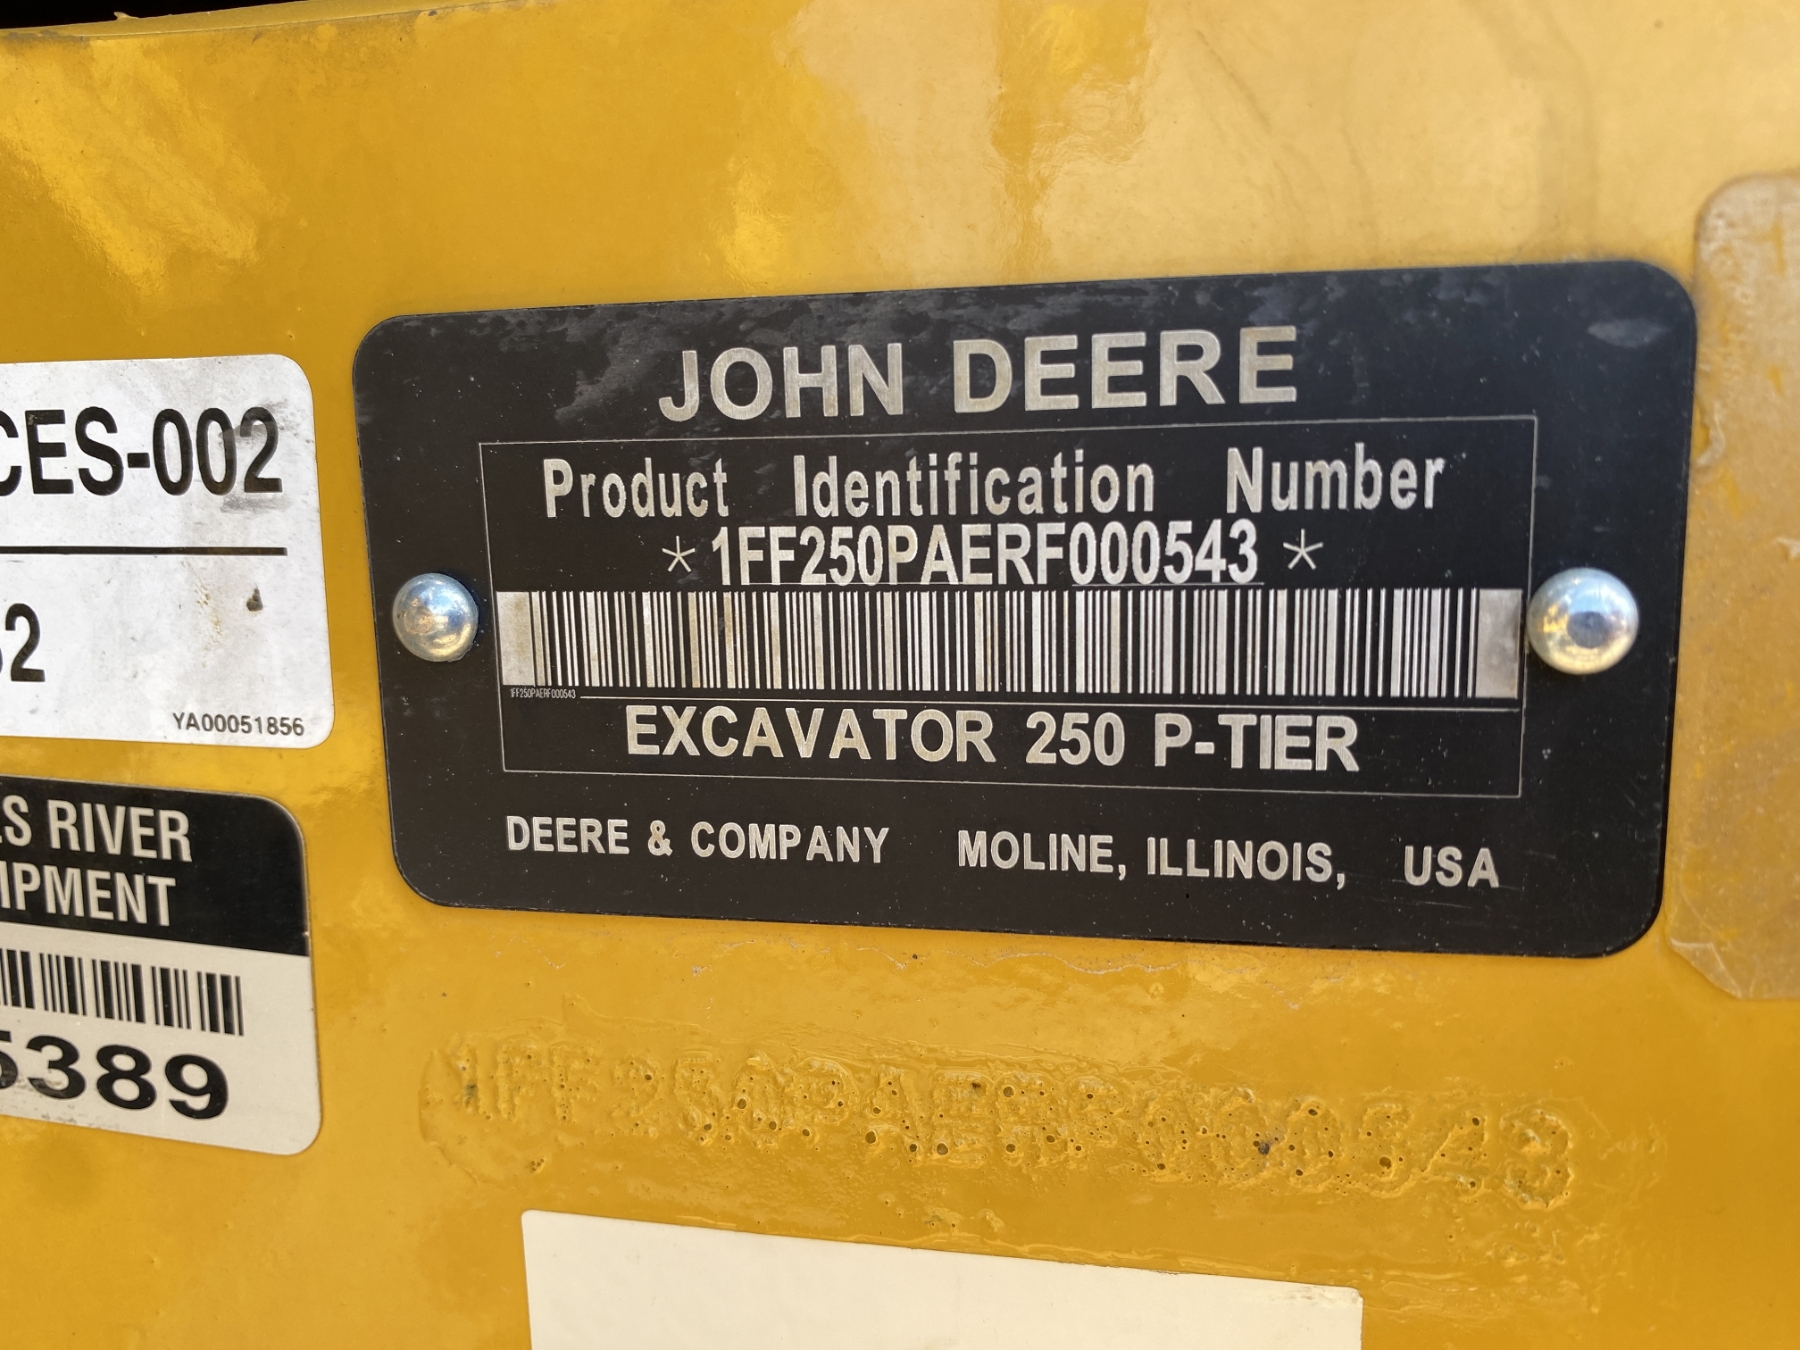 JOHN DEERE
Product Identification Number
*1FF250PAERF000543*
1FF250PAERF000543
EXCAVATOR 250 P-TIER
DEERE & COMPANY MOLINE, ILLINOIS, USA
CES-002
2
YA00051856
S RIVER
IPMENT
5389
1FF250PAERF000543